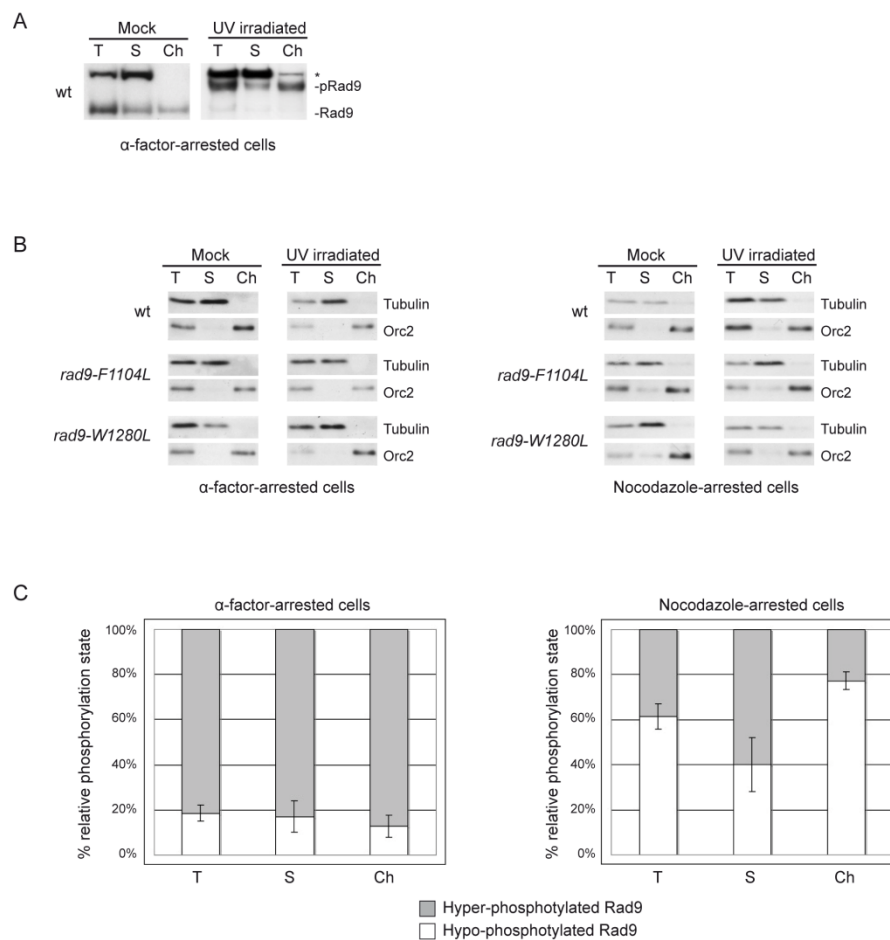 A
Mock UV irradiated
T S Ch T S Ch
*
-pRad9
wt
-Rad9
α-factor-arrested cells
B
Mock UV irradiated Mock UV irradiated
T S Ch T S Ch T S Ch T S Ch
wt Tubulin wt Tubulin
Orc2 Orc2
rad9-F1104L Tubulin rad9-F1104L Tubulin
Orc2 Orc2
rad9-W1280L Tubulin rad9-W1280L Tubulin
Orc2 Orc2
α-factor-arrested cells Nocodazole-arrested cells
C
α-factor-arrested cells
% relative phosphorylation state
100%
80%
60%
40%
20%
0%
T S Ch
Nocodazole-arrested cells
% relative phosphorylation state
100%
80%
60%
40%
20%
0%
T S Ch
Hyper-phosphotylated Rad9
Hypo-phosphotylated Rad9